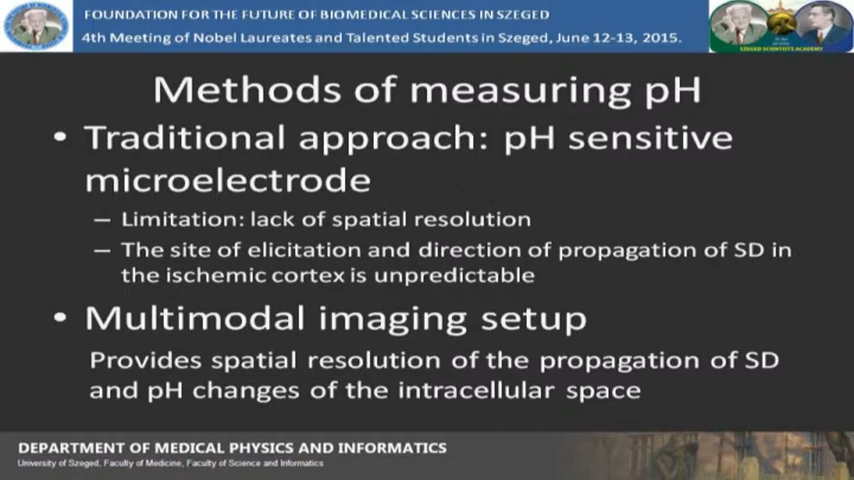 FOUNDATION FOR THE FUTURE OF BIOMEDICAL SCIENCES IN SZEGED
4th Meeting of Nobel Laureates and Talented Students in Szeged, June 12-13, 2015.
SZEGED SCIENTISTS ACADEMY
Methods of measuring pH
• Traditional approach: pH sensitive
microelectrode
– Limitation: lack of spatial resolution
– The site of elicitation and direction of propagation of SD in
the ischemic cortex is unpredictable
• Multimodal imaging setup
Provides spatial resolution of the propagation of SD
and pH changes of the intracellular space
DEPARTMENT OF MEDICAL PHYSICS AND INFORMATICS
University of Szeged, Faculty of Medicine, Faculty of Science and Informatics